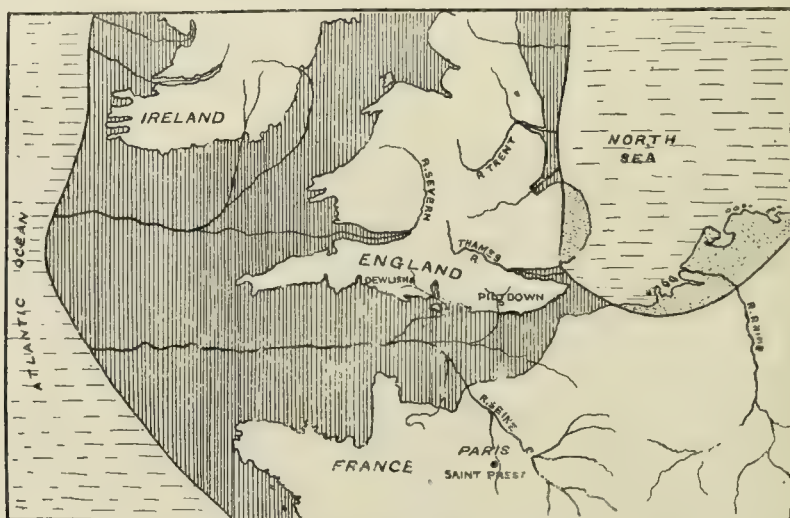 IRELAND
NORTH
SEA
R. TRENT
R. SEVERN
ATLANTIC OCEAN
THAMES
R
ENGLAND
DEWLISH
PILTDOWN
R. RHINE
R. SEINE
PARIS
FRANCE
SAINT PREST